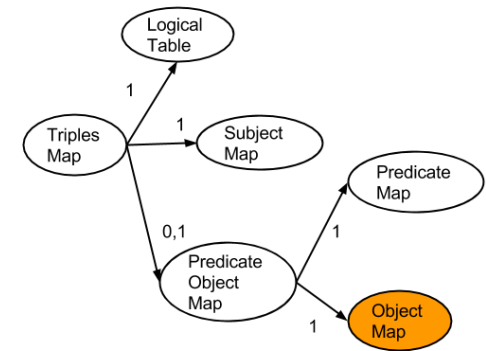 Logical
Table
1
1
Triples
Map
Subject
Map
Predicate
Map
0,1
1
Predicate
Object
Map
Object
Map
1